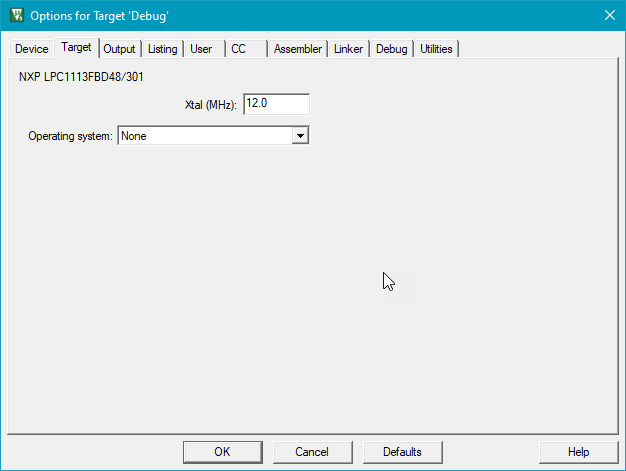 Options for Target 'Debug'
Device Target Output Listing User CC Assembler Linker Debug Utilities
NXP LPC1113FBD48/301
Xtal (MHz): 12.0
Operating system: None
OK Cancel Defaults Help